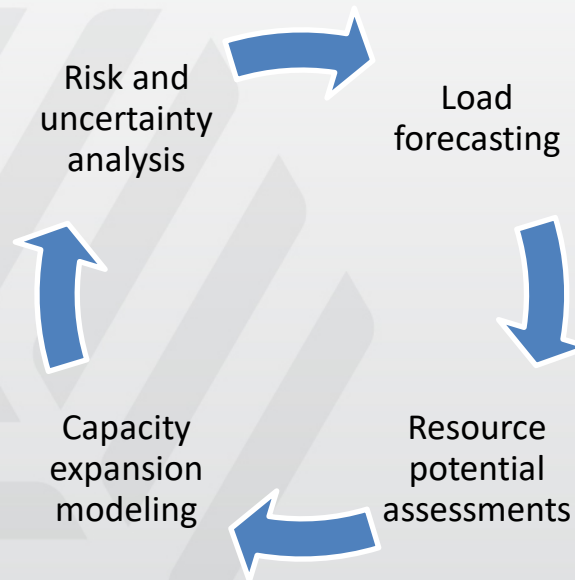 Risk and
uncertainty
analysis
Load
forecasting
Resource
potential
assessments
Capacity
expansion
modeling